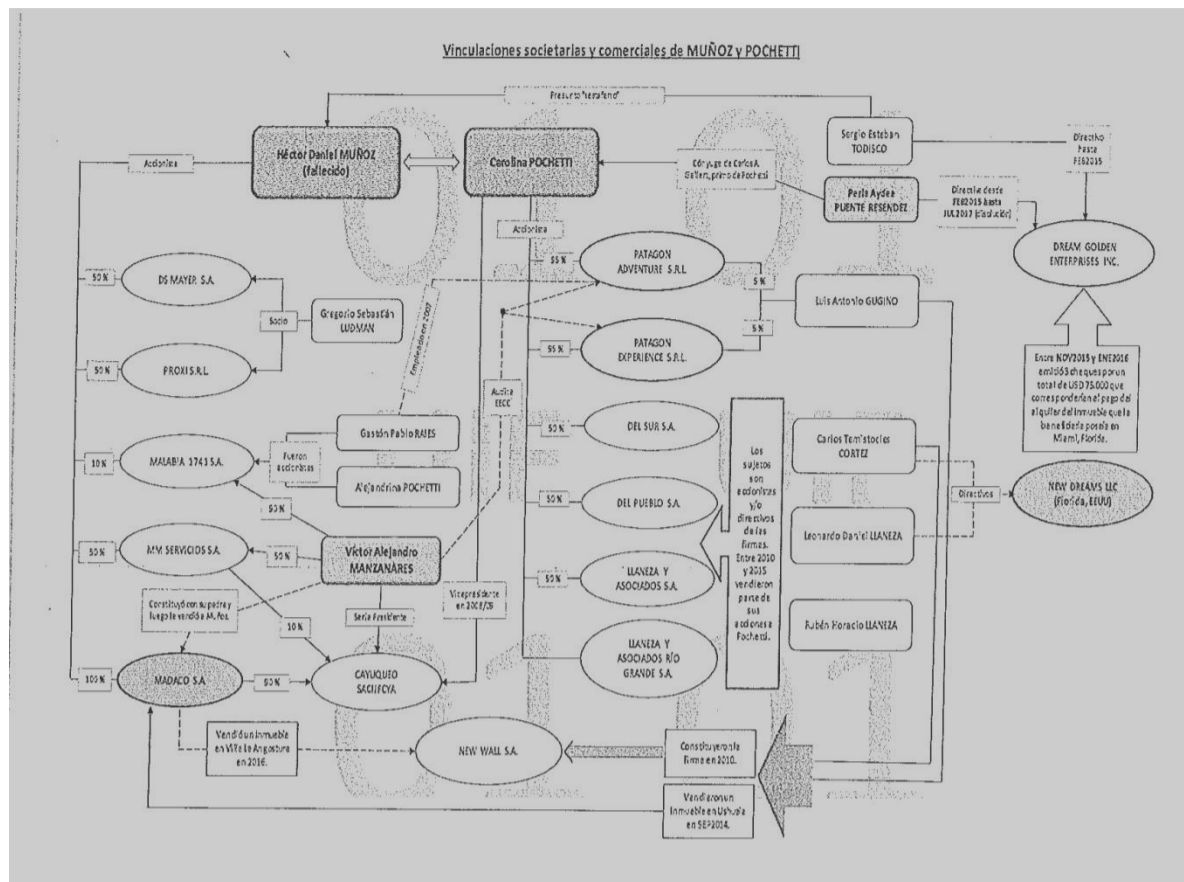 Vinculaciones societarias y comerciales de MUÑOZ y POCHETTI
Presunto "testaferro"
Accionista
Héctor Daniel MUÑOZ
(fallecido)
Carolina POCHETTI
Cónyuge de Carlos A.
primo de Pochetti
Sergio Esteban
TODISCO
Directivo
hasta
FEB2015
Perla Aydee
PUENTE RESENDEZ
Directivo desde
FEB2015 hasta
JUL2017 (disolución)
DREAM GOLDEN
ENTERPRISES INC.
Accionista
50 %
DS MAYER S.A.
Socio
Gregorio Sebastián
LUDMAN
50 %
PROXI S.R.L.
Empleado en 2007
55 %
PATAGON
ADVENTURE S.R.L.
5 %
Luis Antonio GUGINO
55 %
PATAGON
EXPERIENCE S.R.L.
5 %
Entre NOV2015 y ENE2016
emitió 3 cheques por un
total de USD 75.000 que
corresponderían al pago del
alquiler del inmueble que la
beneficiaria poseía en
Miami, Florida.
Audita
EECC
10 %
MALABIA 1741 S.A.
Fueron
accionistas
Gastón Pablo RAIES
Alejandrina POCHETTI
50 %
50 %
DEL SUR S.A.
50 %
DEL PUEBLO S.A.
50 %
LLANEZA Y
ASOCIADOS S.A.
LLANEZA Y
ASOCIADOS RÍO
GRANDE S.A.
Los
sujetos
son
accionistas
y/o
directivos
de las
firmas.
Entre 2010
y 2015
vendieron
parte de
sus
acciones a
Pochetti.
Carlos Temístocles
CORTEZ
Leonardo Daniel LLANEZA
Rubén Horacio LLANEZA
Directivos
NEW DREAMS LLC
(Florida, EEUU)
50 %
MM SERVICIOS S.A.
50 %
Víctor Alejandro
MANZANARES
Constituyó con su padre y
luego le vendió a Muñoz.
10 %
Sería Presidente
Vicepresidente
en 2008/09
100 %
MADACO S.A.
50 %
CAYUQUEO
SACIIFCYA
Vendió un inmueble
en Villa la Angostura
en 2016.
NEW WALL S.A.
Constituyeron la
firma en 2010.
Vendieron un
inmueble en Ushuaia
en SEP2014.